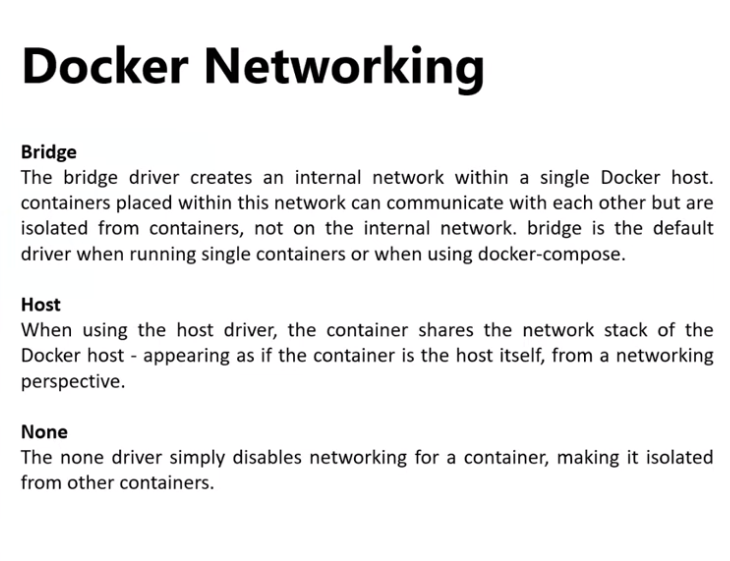 Docker Networking
Bridge
The bridge driver creates an internal network within a single Docker host.
containers placed within this network can communicate with each other but are
isolated from containers, not on the internal network. bridge is the default
driver when running single containers or when using docker-compose.
Host
When using the host driver, the container shares the network stack of the
Docker host - appearing as if the container is the host itself, from a networking
perspective.
None
The none driver simply disables networking for a container, making it isolated
from other containers.